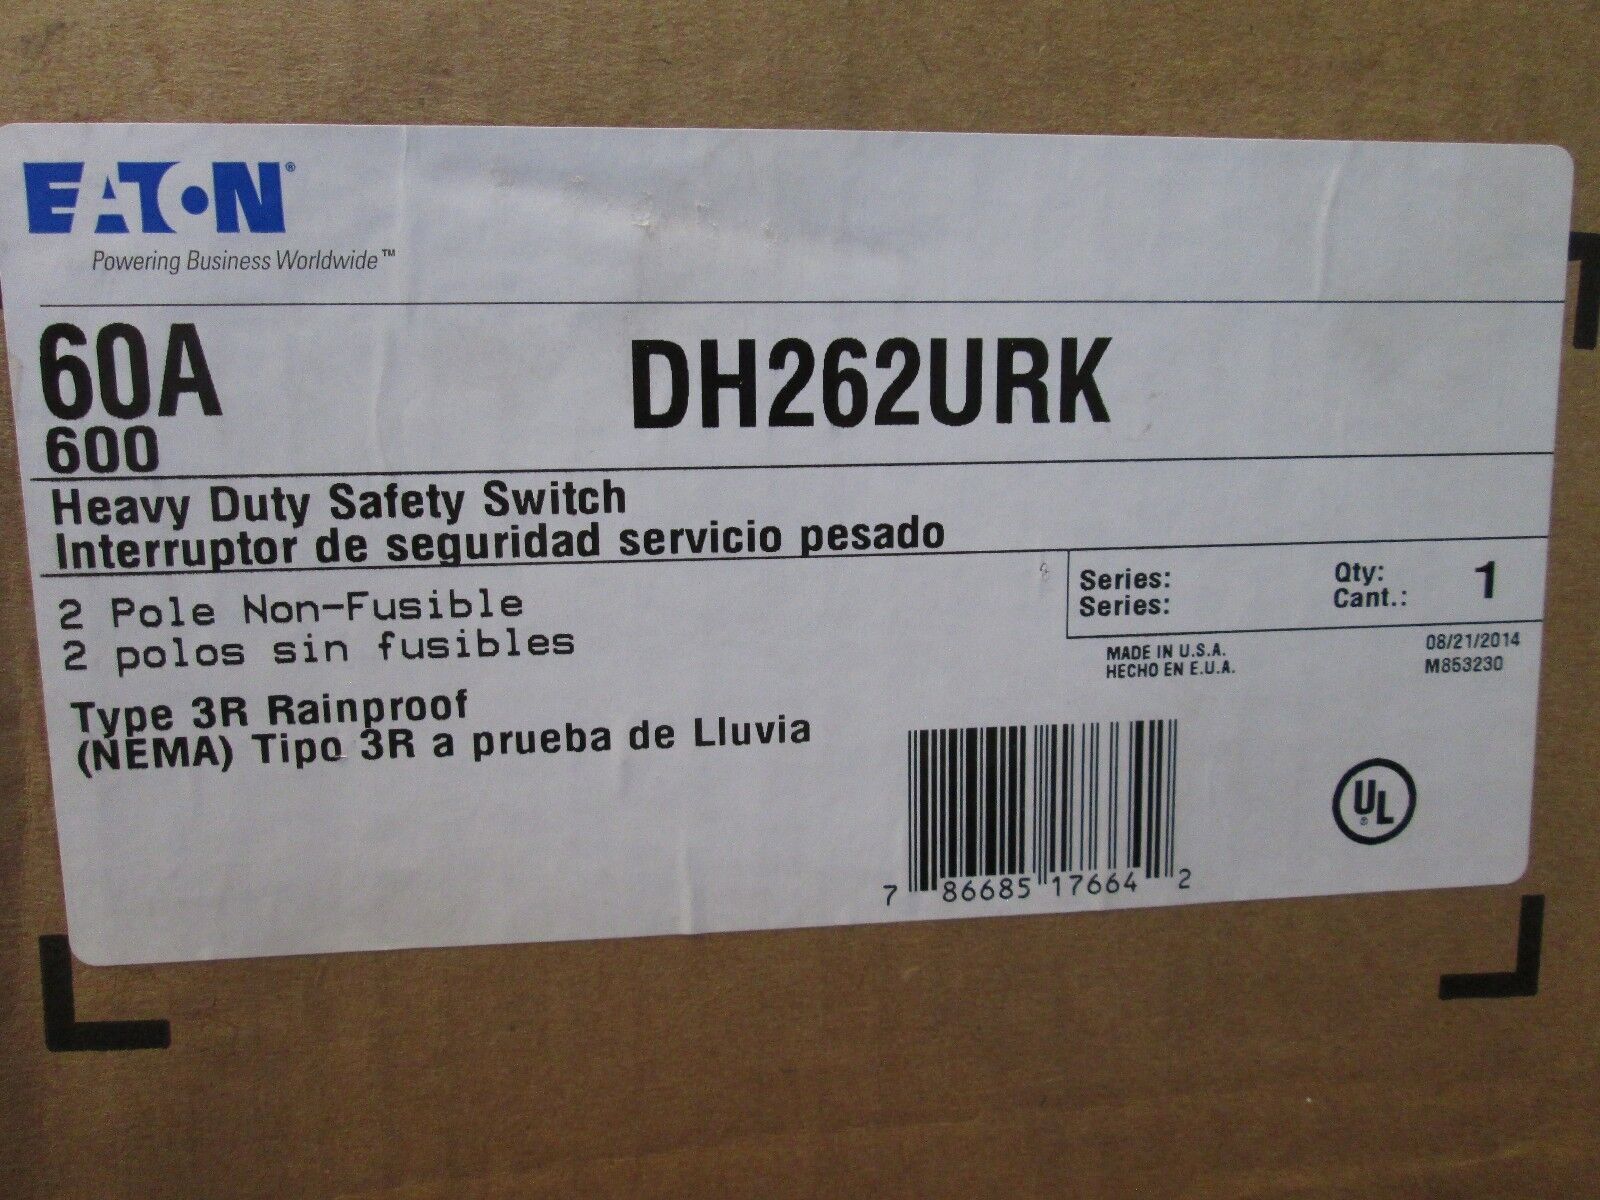 EATON®
Powering Business Worldwide™
60A
DH262URK
600
Heavy Duty Safety Switch
Interruptor de seguridad servicio pesado
2 Pole Non-Fusible
2 polos sin fusibles
Series:
Series:
Qty:
Cant.:
1
MADE IN U.S.A.
HECHO EN E.U.A.
08/21/2014
M853230
Type 3R Rainproof
(NEMA) Tipo 3R a prueba de Lluvia
7 86685 17664 2
UL®